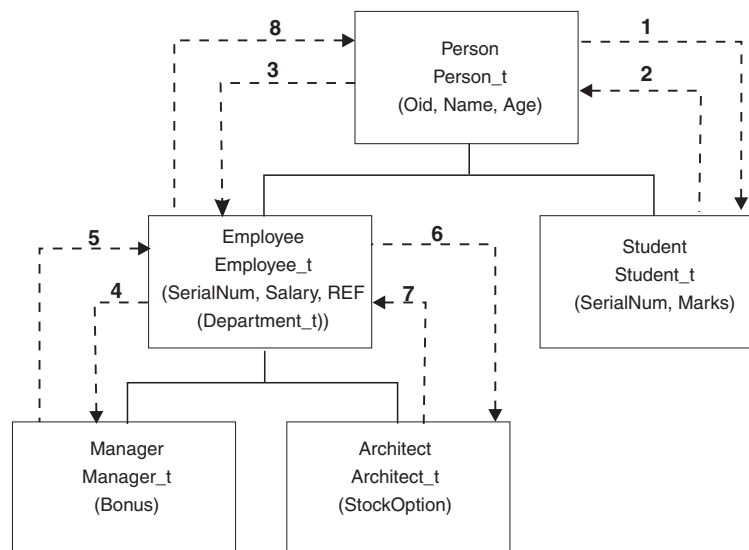 8
1
Person
Person_t
(Oid, Name, Age)
3
2
5
6
Employee
Employee_t
(SerialNum, Salary, REF
(Department_t))
Student
Student_t
(SerialNum, Marks)
4
7
Manager
Manager_t
(Bonus)
Architect
Architect_t
(StockOption)